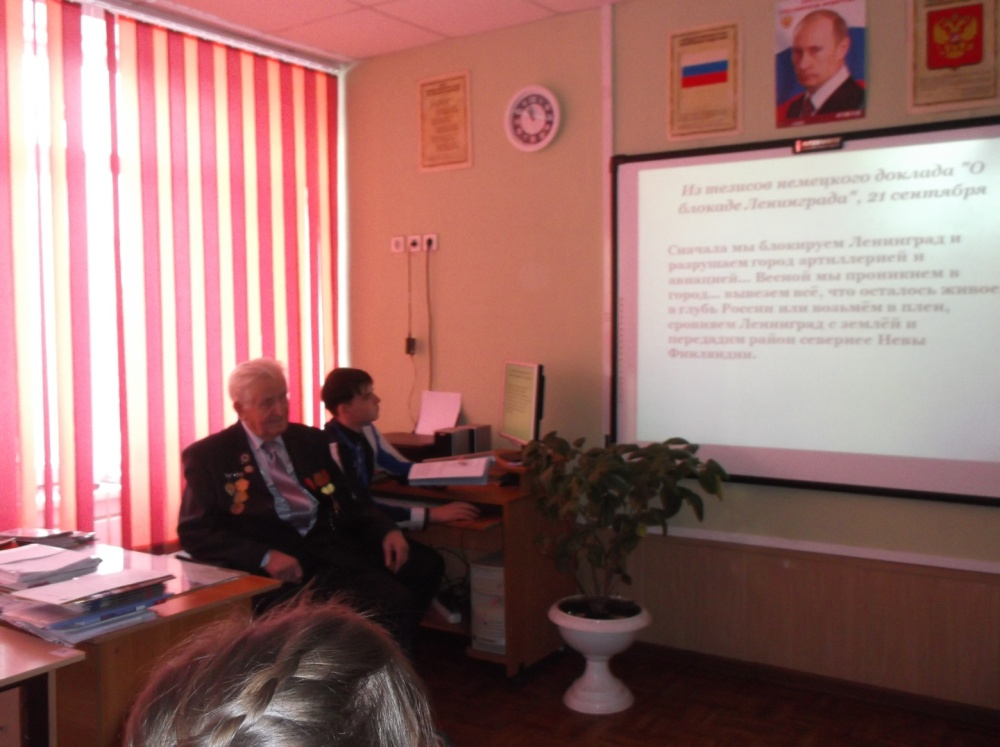 Из тезисов немецкого доклада "О
блокаде Ленинграда", 21 сентября
Сначала мы блокируем Ленинград и
разрушаем город артиллерией и
авиацией... Весной мы проникнем в
город... вывезем всё, что осталось живое
в глубь России или возьмём в плен,
сровняем Ленинград с землёй и
передадим район севернее Невы
Финляндии.